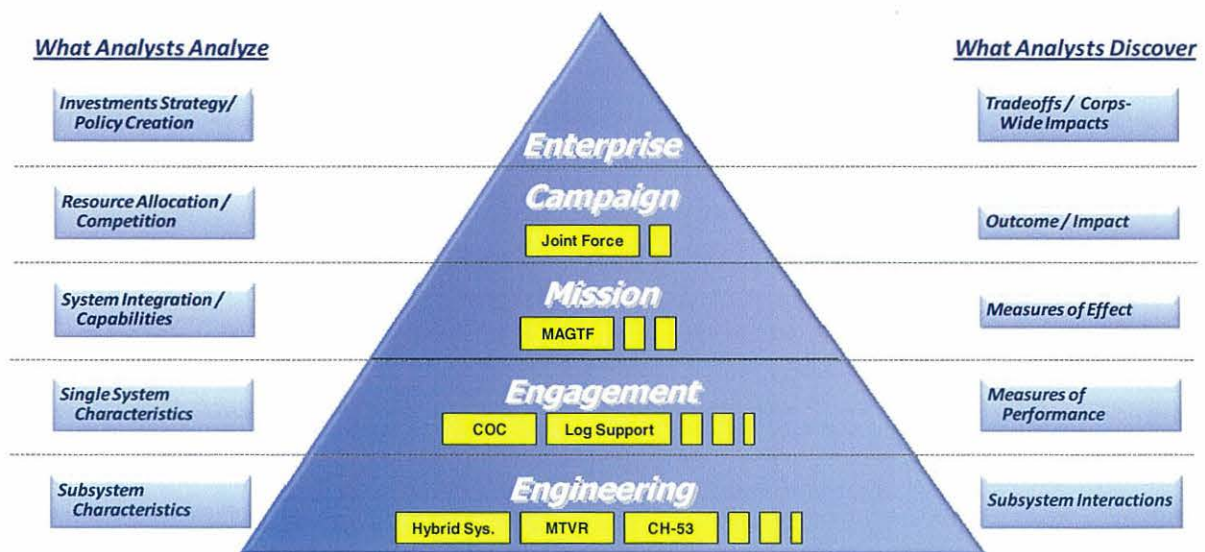 What Analysts Analyze
What Analysts Discover
Investments Strategy/
Policy Creation
Enterprise
Tradeoffs / Corps-
Wide Impacts
Resource Allocation /
Competition
Campaign
Joint Force
Outcome / Impact
System Integration /
Capabilities
Mission
MAGTF
Measures of Effect
Single System
Characteristics
Engagement
COC
Log Support
Measures of
Performance
Subsystem
Characteristics
Engineering
Hybrid Sys.
MTVR
CH-53
Subsystem Interactions